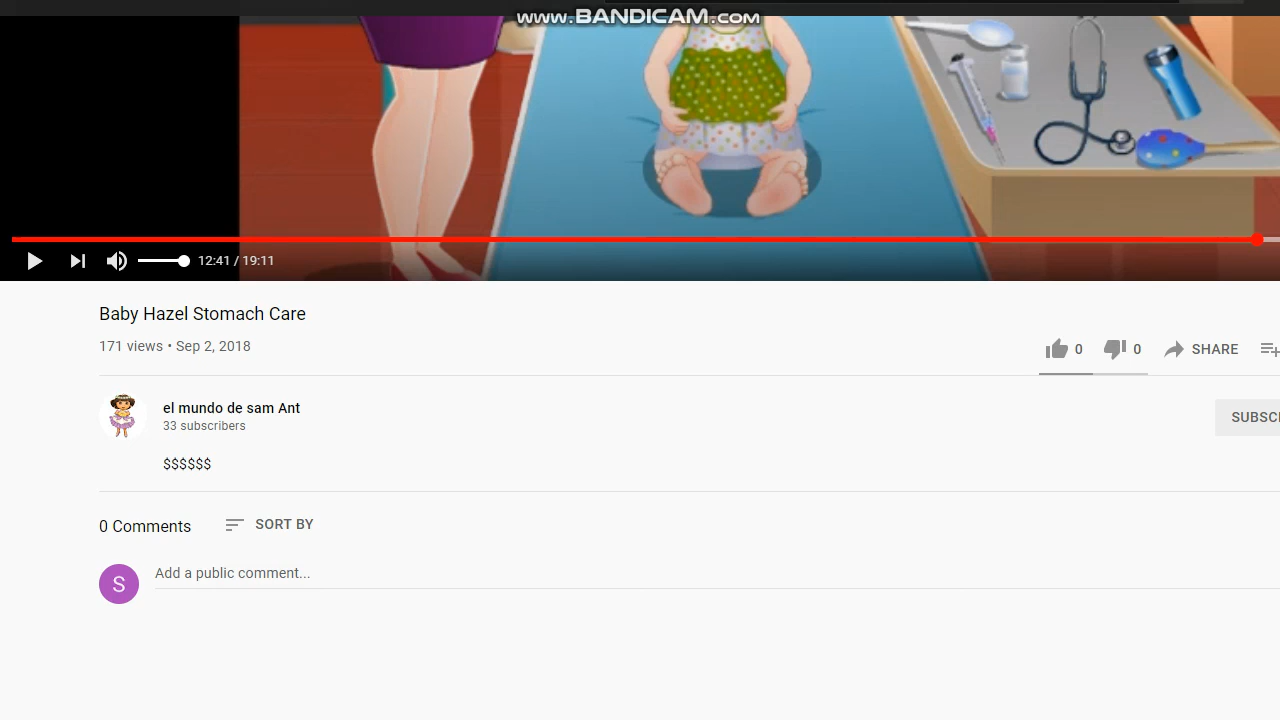 www.BANDICAM.com
12:41 / 19:11
Baby Hazel Stomach Care
171 views • Sep 2, 2018
0 0 SHARE
el mundo de sam Ant
33 subscribers
SUBSCI
$$$$$$
0 Comments SORT BY
S Add a public comment...